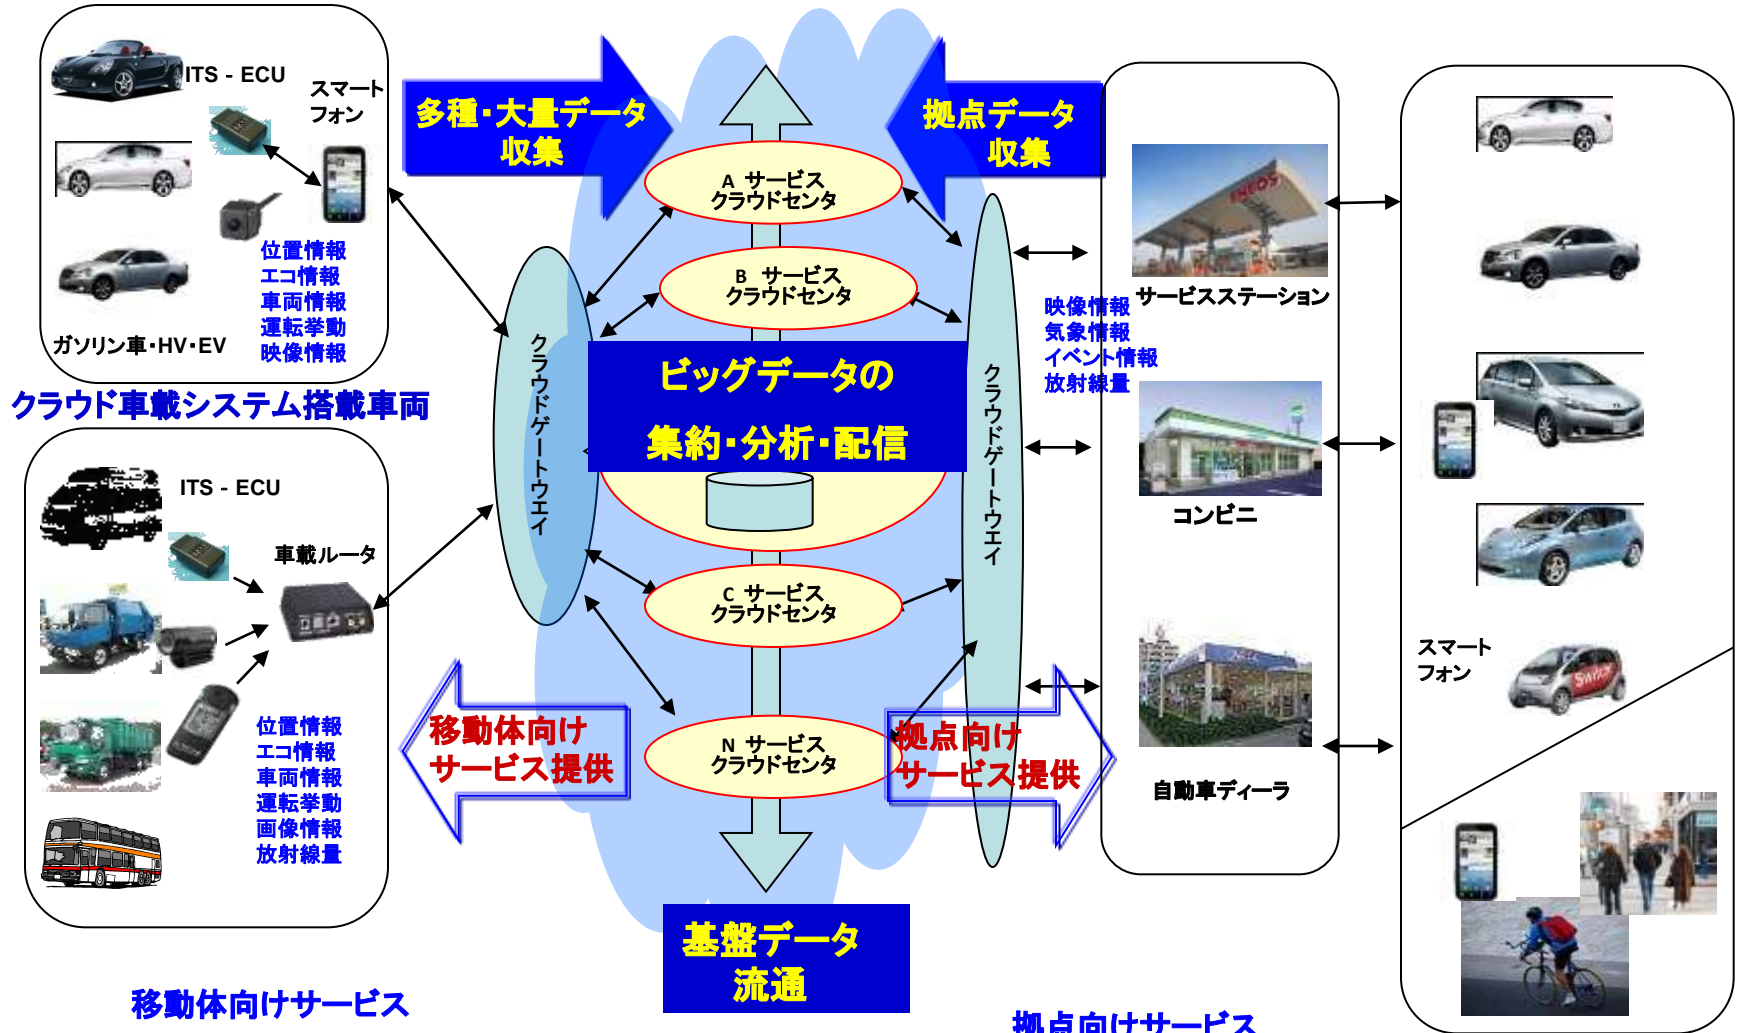 ITS - ECU
スマート
フォン
位置情報
エコ情報
車両情報
運転挙動
映像情報
ガソリン車・HV・EV
クラウド車載システム搭載車両
ITS - ECU
車載ルータ
位置情報
エコ情報
車両情報
運転挙動
画像情報
放射線量
移動体向けサービス
多種・大量データ
収集
拠点データ
収集
A サービス
クラウドセンタ
B サービス
クラウドセンタ
クラウドゲートウエイ
ビッグデータの
集約・分析・配信
クラウドゲートウエイ
C サービス
クラウドセンタ
N サービス
クラウドセンタ
移動体向け
サービス提供
拠点向け
サービス提供
基盤データ
流通
映像情報
気象情報
イベント情報
放射線量
ENEOS
サービスステーション
コンビニ
自動車ディーラ
拠点向けサービス
スマート
フォン